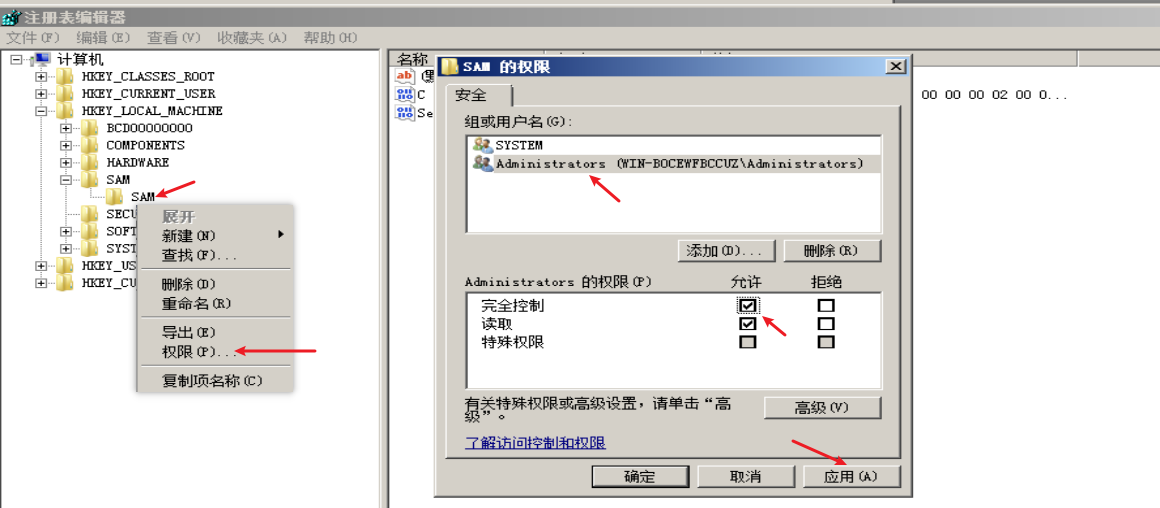 注册表编辑器
文件(F) 编辑(E) 查看(V) 收藏夹(A) 帮助(H)
计算机
HKEY_CLASSES_ROOT
HKEY_CURRENT_USER
HKEY_LOCAL_MACHINE
BCD00000000
COMPONENTS
HARDWARE
SAM
SAM
SECU
SOFT
SYST
HKEY_US
HKEY_CU
展开
新建(N)
查找(F)...
删除(D)
重命名(R)
导出(E)
权限(P)...
复制项名称(C)
名称
ab
C
Se
00 00 00 02 00 0...
SAM 的权限
安全
组或用户名(G):
SYSTEM
Administrators (WIN-BOCEWFBCCUZ\Administrators)
添加(D)... 删除(R)
Administrators 的权限(P) 允许 拒绝
完全控制
读取
特殊权限
有关特殊权限或高级设置，请单击“高
级”。
高级(V)
了解访问控制和权限
确定 取消 应用(A)